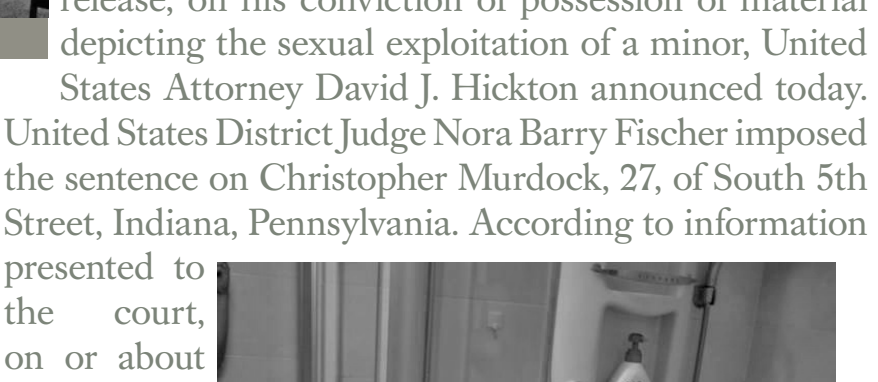 release, on his conviction of possession of material
depicting the sexual exploitation of a minor, United
States Attorney David J. Hickton announced today.
United States District Judge Nora Barry Fischer imposed
the sentence on Christopher Murdock, 27, of South 5th
Street, Indiana, Pennsylvania. According to information
presented to
the court,
on or about